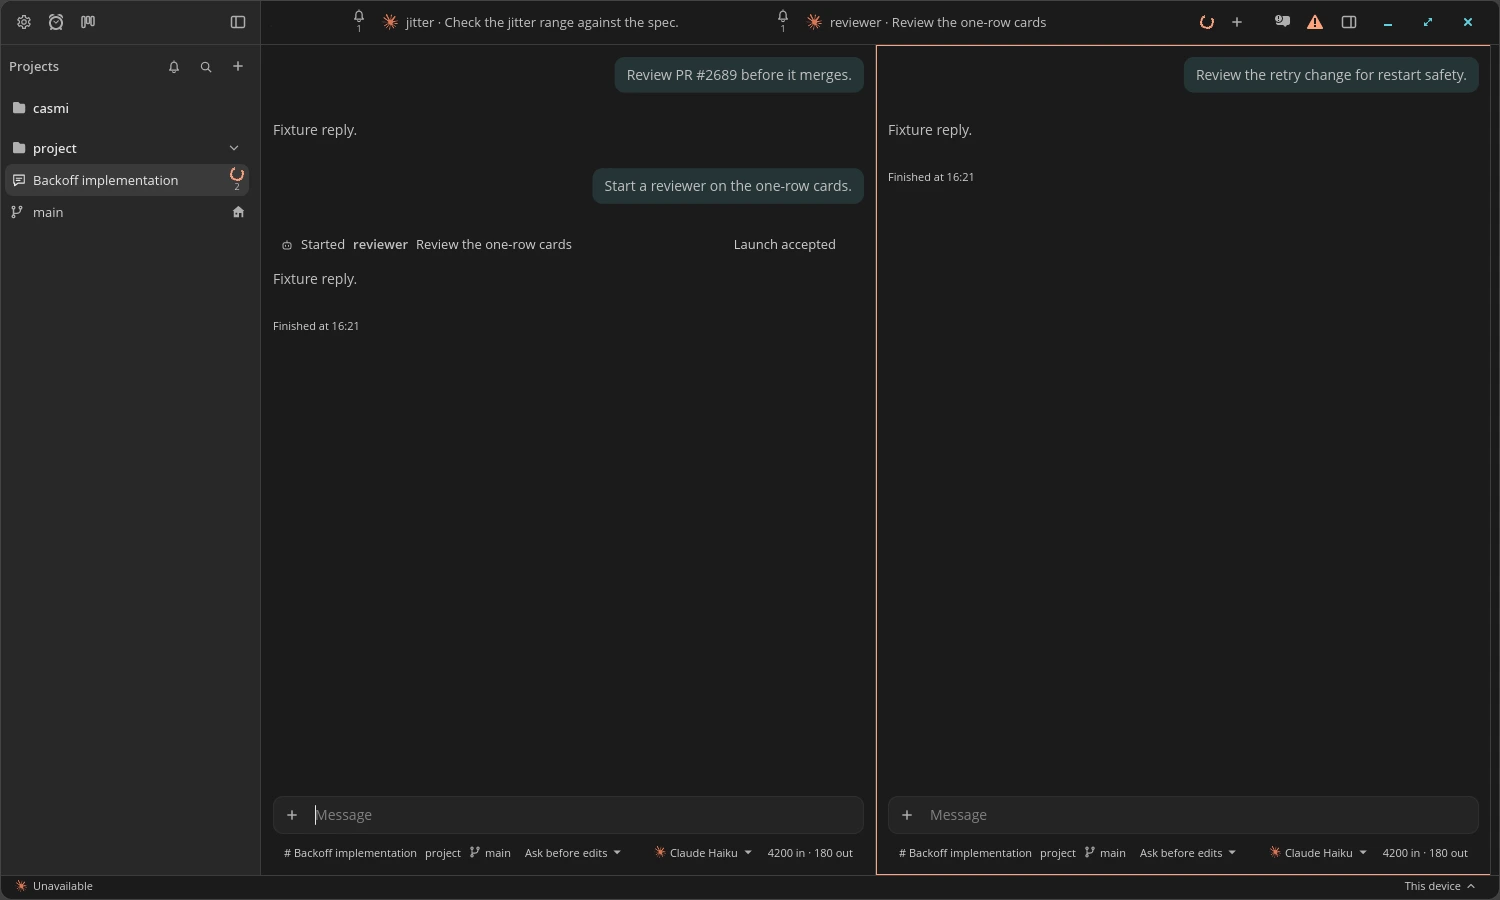 1
jitter · Check the jitter range against the spec.
1
reviewer · Review the one-row cards
Projects
casmi
project
Backoff implementation
2
main
Review PR #2689 before it merges.
Fixture reply.
Start a reviewer on the one-row cards.
Started reviewer Review the one-row cards Launch accepted
Fixture reply.
Finished at 16:21
Message
# Backoff implementation project main Ask before edits Claude Haiku 4200 in · 180 out
Review the retry change for restart safety.
Fixture reply.
Finished at 16:21
Message
# Backoff implementation project main Ask before edits Claude Haiku 4200 in · 180 out
Unavailable
This device